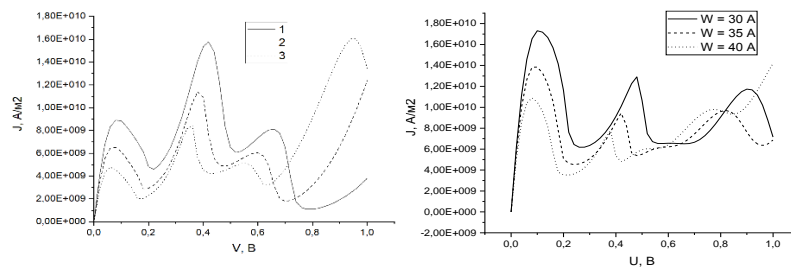 1,80E+010
1,60E+010
1,40E+010
1,20E+010
1,00E+010
8,00E+009
6,00E+009
4,00E+009
2,00E+009
0,00E+000
J, А/м2
1
2
3
0,0
0,2
0,4
0,6
0,8
1,0
V, В
1,80E+010
1,60E+010
1,40E+010
1,20E+010
1,00E+010
8,00E+009
6,00E+009
4,00E+009
2,00E+009
0,00E+000
-2,00E+009
J, А/м2
W = 30 A
W = 35 A
W = 40 A
0,0
0,2
0,4
0,6
0,8
1,0
U, В